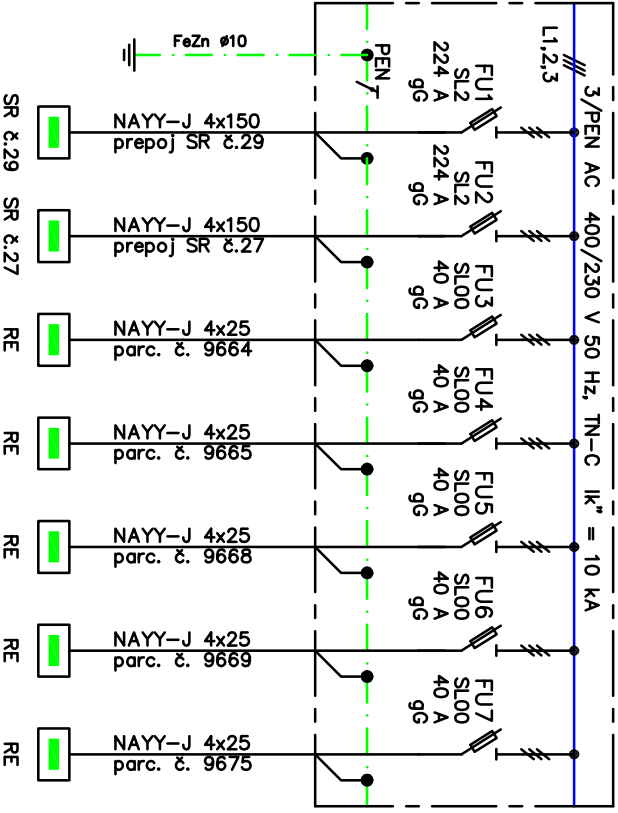 3/PEN AC 400/230 V 50 Hz, TN-C Ik" = 10 kA
L1,2,3
FU1
SL2
224 A
gG
FU2
SL2
224 A
gG
FU3
SL00
40 A
gG
FU4
SL00
40 A
gG
FU5
SL00
40 A
gG
FU6
SL00
40 A
gG
FU7
SL00
40 A
gG
PEN
FeZn ø10
NAYY-J 4x150
prepoj SR č.29
NAYY-J 4x150
prepoj SR č.27
NAYY-J 4x25
parc. č. 9664
NAYY-J 4x25
parc. č. 9665
NAYY-J 4x25
parc. č. 9668
NAYY-J 4x25
parc. č. 9669
NAYY-J 4x25
parc. č. 9675
SR č.29
SR č.27
RE
RE
RE
RE
RE